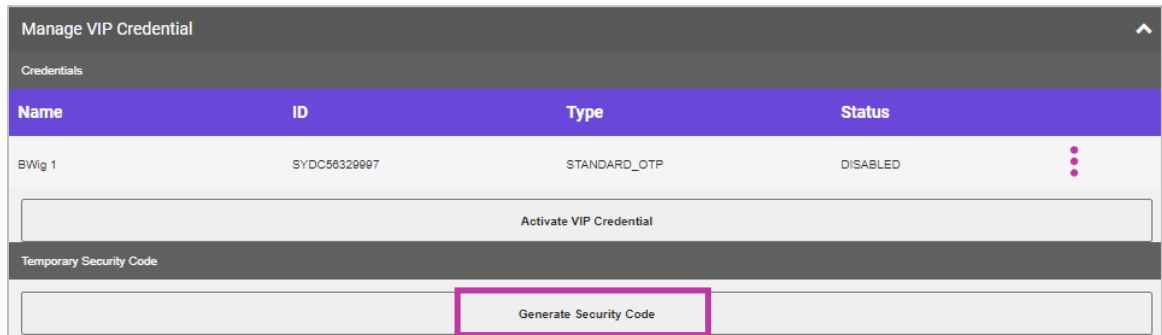 Manage VIP Credential
Credentials
Name ID Type Status
BWig 1 SYDC56329997 STANDARD_OTP DISABLED
Activate VIP Credential
Temporary Security Code
Generate Security Code